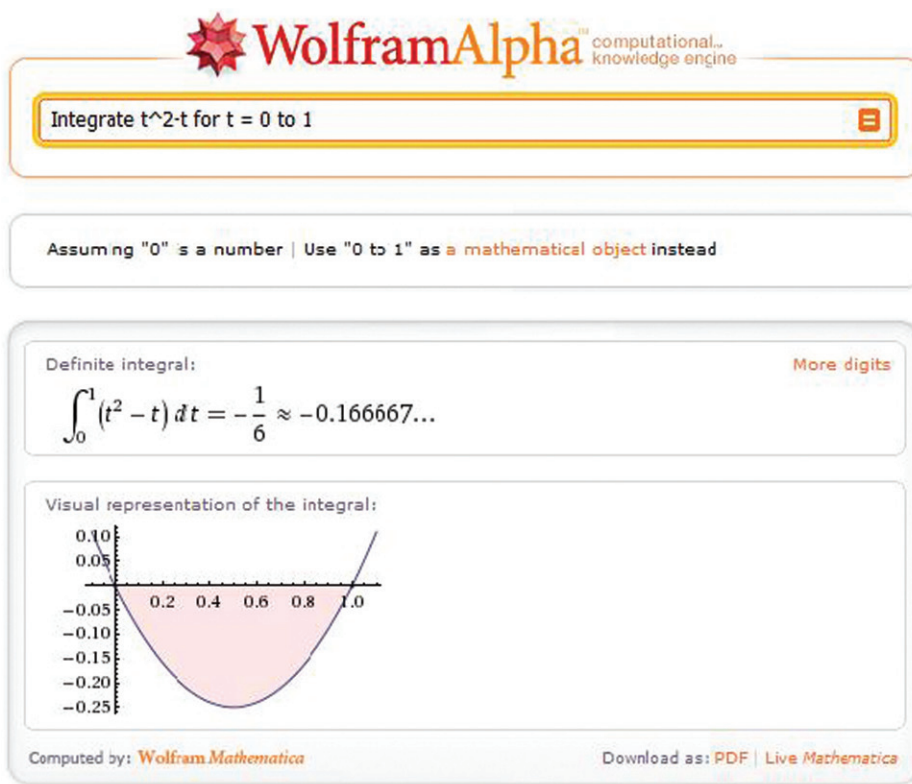 WolframAlpha™ computational... knowledge engine
Integrate t^2-t for t = 0 to 1
Assuming "0" s a number | Use "0 to 1" as a mathematical object instead
Definite integral: More digits
∫₀¹(t² − t) dt = −1/6 ≈ −0.166667...
Visual representation of the integral:
0.10
0.05
0.2 0.4 0.6 0.8 1.0
−0.05
−0.10
−0.15
−0.20
−0.25
Computed by: Wolfram Mathematica Download as: PDF | Live Mathematica